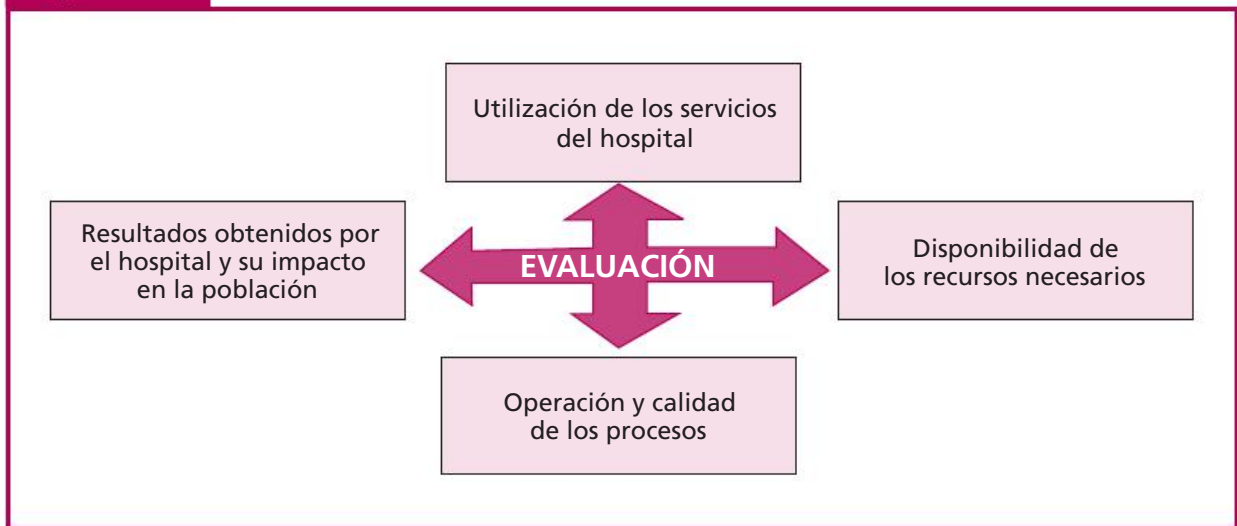 Utilización de los servicios
del hospital
Resultados obtenidos por
el hospital y su impacto
en la población
EVALUACIÓN
Disponibilidad de
los recursos necesarios
Operación y calidad
de los procesos